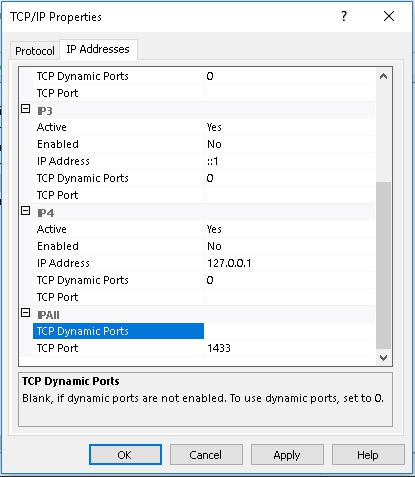 TCP/IP Properties ? ×
Protocol IP Addresses
TCP Dynamic Ports 0
TCP Port
IP3
Active Yes
Enabled No
IP Address ::1
TCP Dynamic Ports 0
TCP Port
IP4
Active Yes
Enabled No
IP Address 127.0.0.1
TCP Dynamic Ports 0
TCP Port
IPAll
TCP Dynamic Ports
TCP Port 1433
TCP Dynamic Ports
Blank, if dynamic ports are not enabled. To use dynamic ports, set to 0.
OK Cancel Apply Help